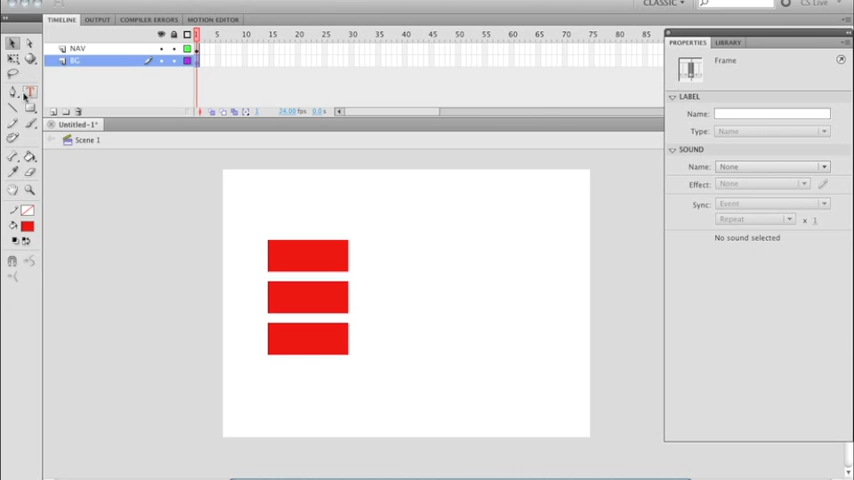 CLASSIC
CS Live
TIMELINE OUTPUT COMPILER ERRORS MOTION EDITOR
1 5 10 15 20 25 30 35 40 45 50 55 60 65 70 75 80 85
NAV
BG
1 24.00 fps 0.0 s
Untitled-1*
Scene 1
PROPERTIES LIBRARY
Frame
LABEL
Name:
Type: Name
SOUND
Name: None
Effect: None
Sync: Event
Repeat x 1
No sound selected